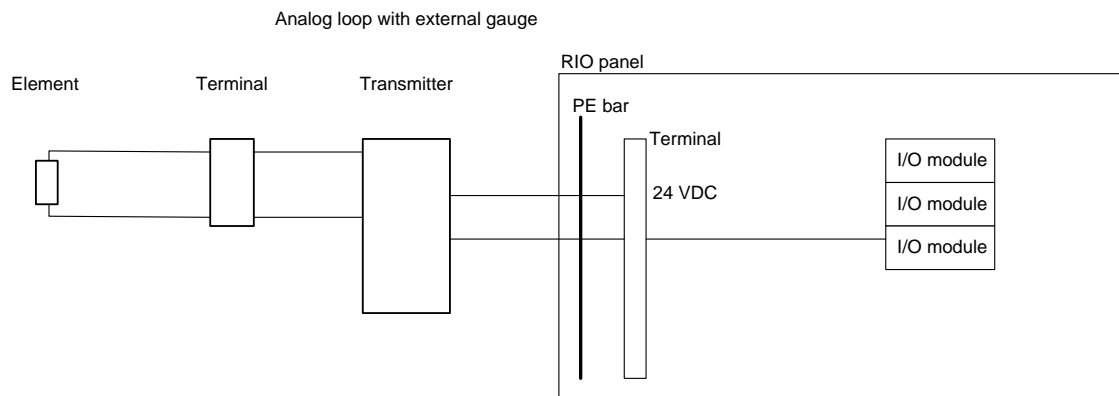 Analog loop with external gauge
RIO panel
Element
Terminal
Transmitter
PE bar
Terminal
24 VDC
I/O module
I/O module
I/O module